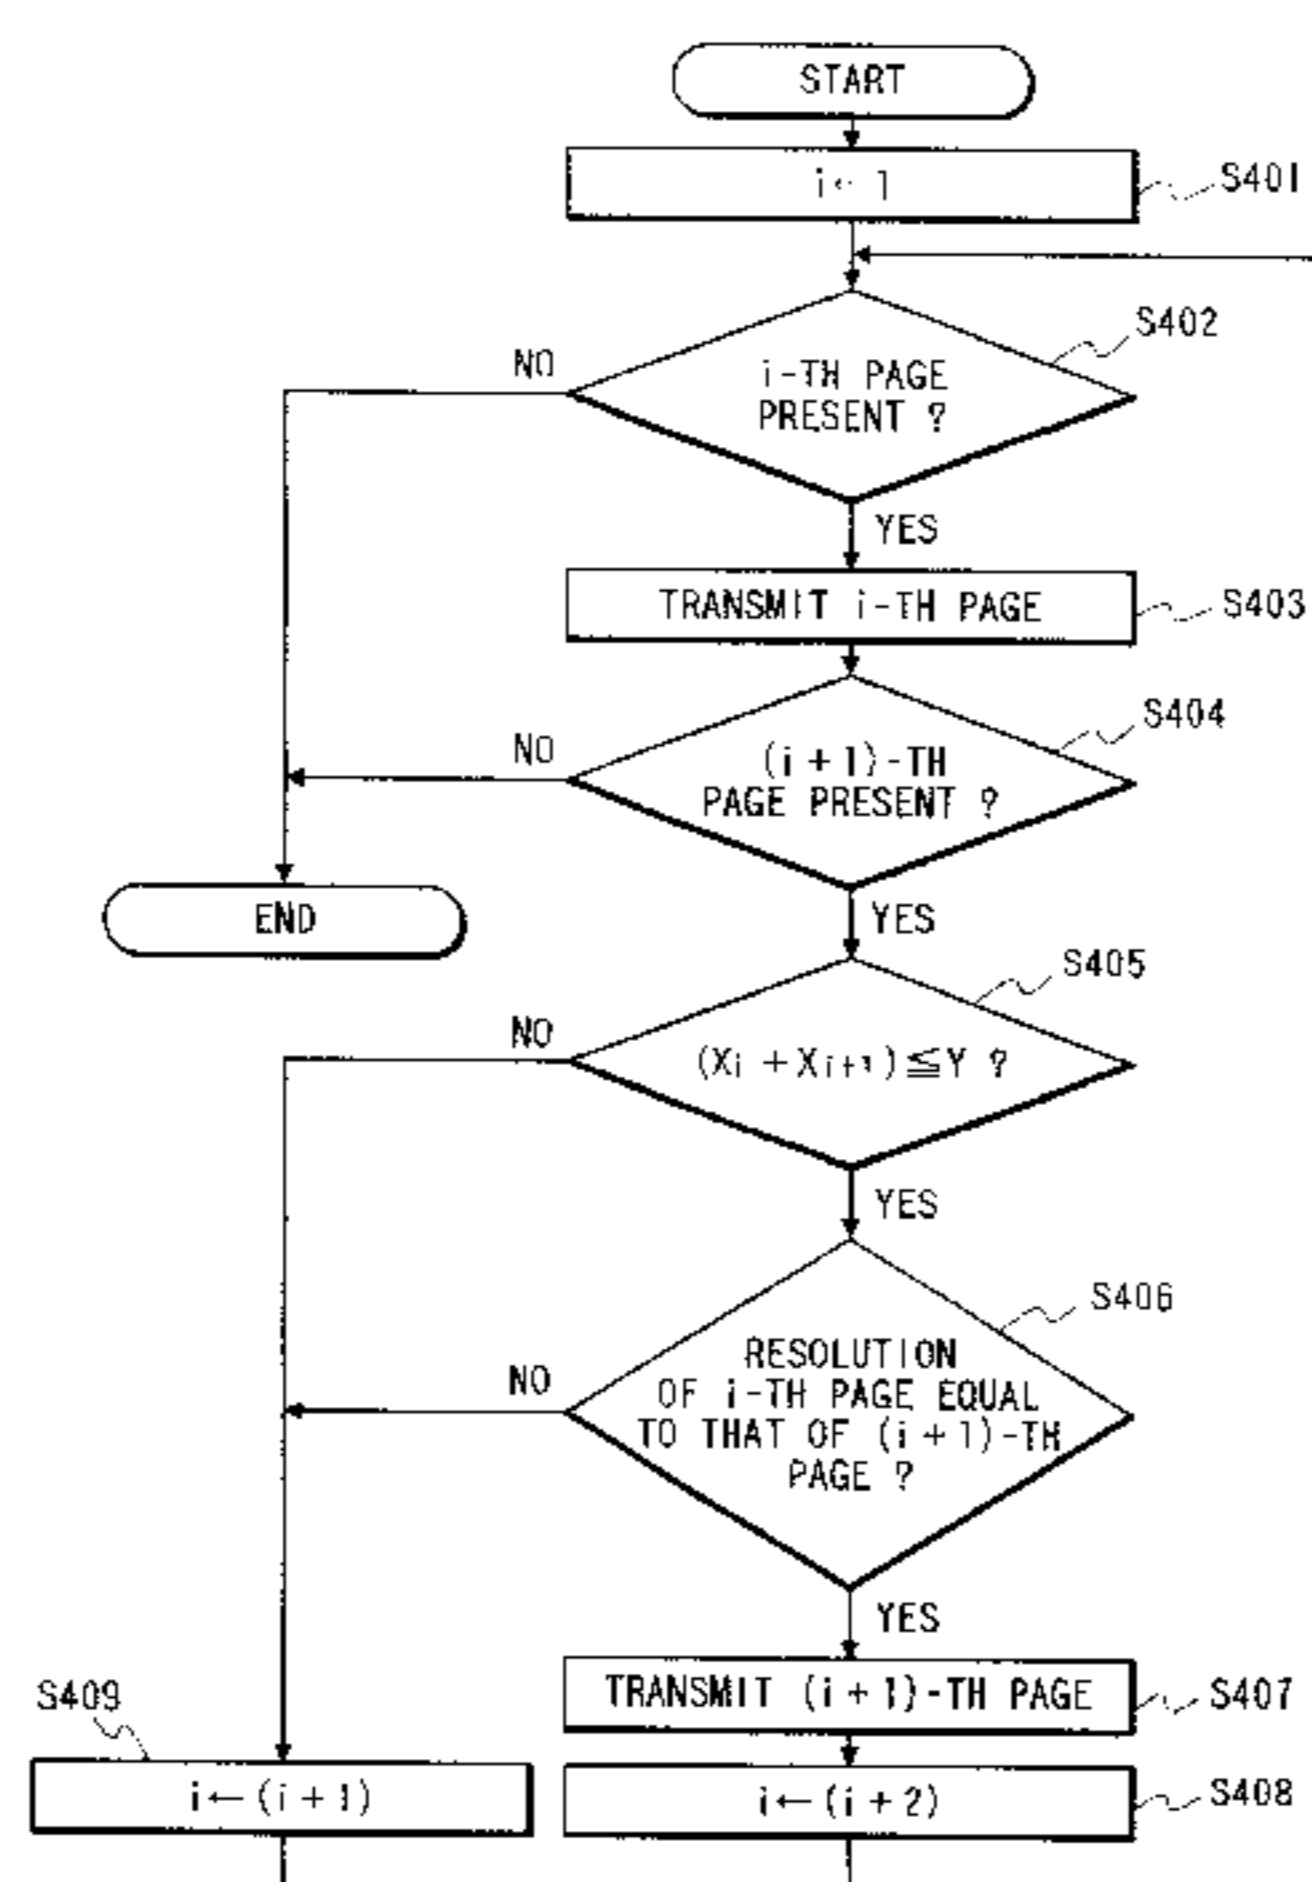 START
i ← 1
S401
S402
NO
i-TH PAGE
PRESENT ?
YES
TRANSMIT i-TH PAGE
S403
S404
NO
(i + 1)-TH
PAGE PRESENT ?
END
YES
S405
NO
(Xi + Xi+1) ≦ Y ?
YES
S406
NO
RESOLUTION
OF i-TH PAGE EQUAL
TO THAT OF (i + 1)-TH
PAGE ?
YES
TRANSMIT (i + 1)-TH PAGE
S407
S409
i ← (i + 1)
i ← (i + 2)
S408